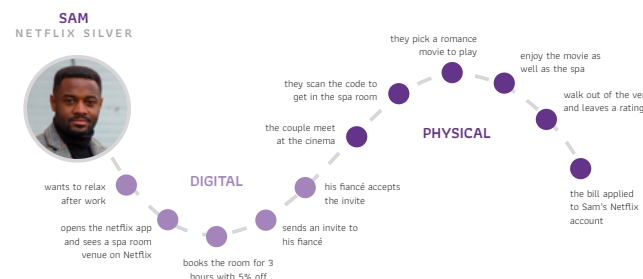 SAM
NETFLIX SILVER
wants to relax
after work
opens the netflix app
and sees a spa room
venue on Netflix
books the room for 3
hours with 5% off
DIGITAL
sends an invite to
his fiancé
his fiancé accepts
the invite
the couple meet
at the cinema
they scan the code to
get in the spa room
they pick a romance
movie to play
PHYSICAL
enjoy the movie as
well as the spa
walk out of the
and leaves a rating
the bill applied
to Sam's Netflix
account